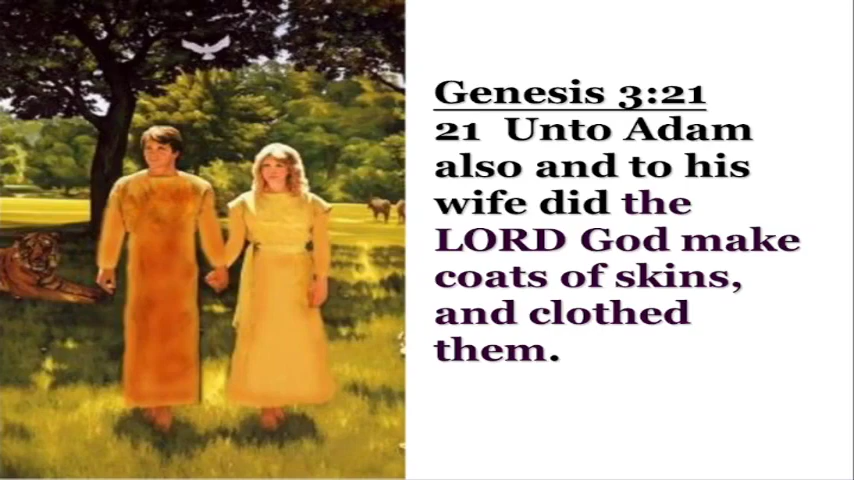 Genesis 3:21
21 Unto Adam
also and to his
wife did the
LORD God make
coats of skins,
and clothed
them.